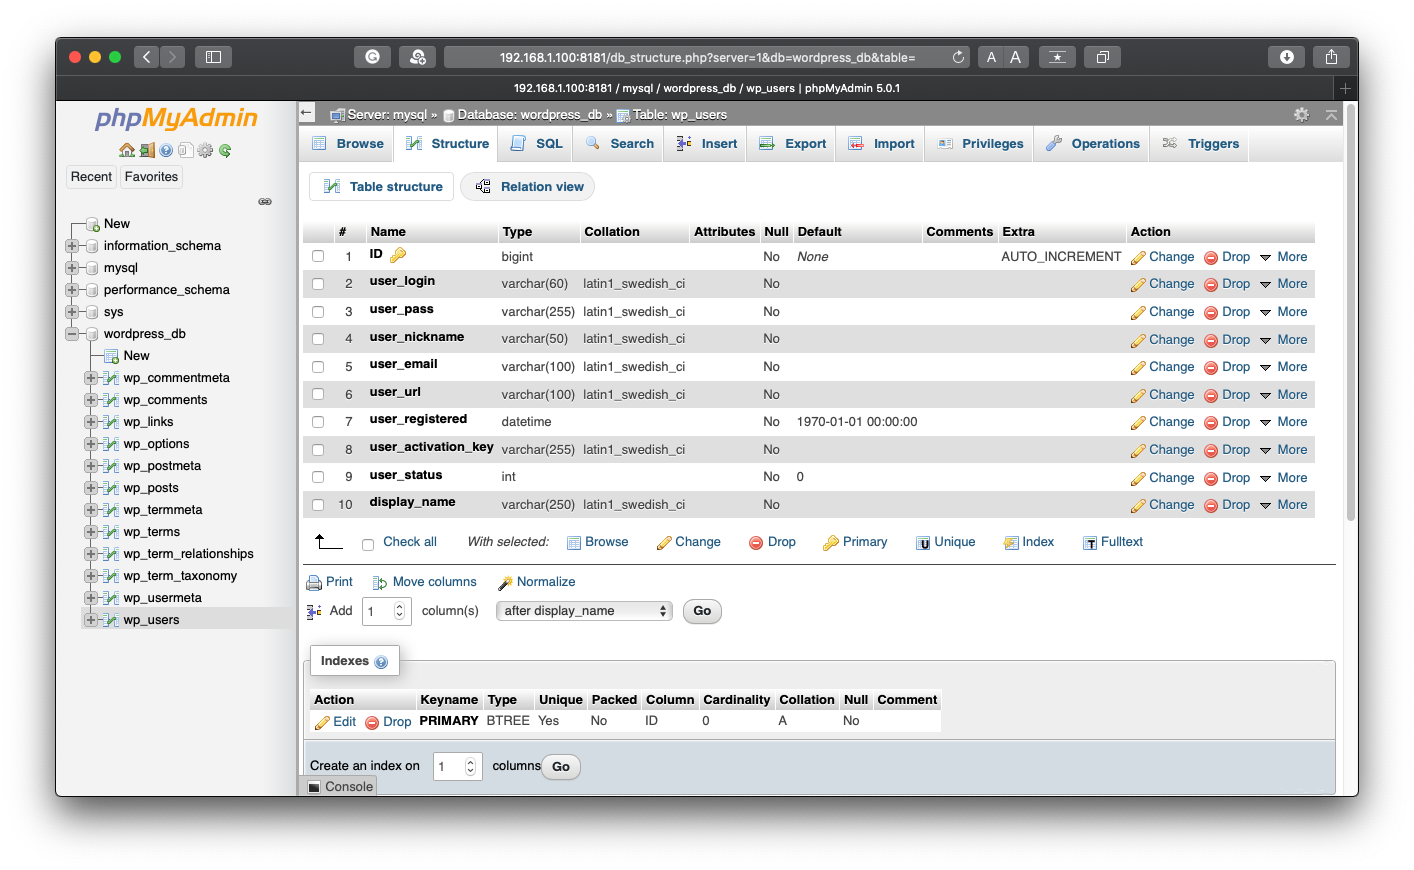 192.168.1.100:8181/db_structure.php?server=1&db=wordpress_db&table=
A A
192.168.1.100:8181 / mysql / wordpress_db / wp_users | phpMyAdmin 5.0.1
phpMyAdmin
Recent Favorites
New
information_schema
mysql
performance_schema
sys
wordpress_db
New
wp_commentmeta
wp_comments
wp_links
wp_options
wp_postmeta
wp_posts
wp_termmeta
wp_terms
wp_term_relationships
wp_term_taxonomy
wp_usermeta
wp_users
Server: mysql » Database: wordpress_db » Table: wp_users
Browse Structure SQL Search Insert Export Import Privileges Operations Triggers
Table structure Relation view
# Name Type Collation Attributes Null Default Comments Extra Action
1 ID bigint No None AUTO_INCREMENT Change Drop More
2 user_login varchar(60) latin1_swedish_ci No Change Drop More
3 user_pass varchar(255) latin1_swedish_ci No Change Drop More
4 user_nickname varchar(50) latin1_swedish_ci No Change Drop More
5 user_email varchar(100) latin1_swedish_ci No Change Drop More
6 user_url varchar(100) latin1_swedish_ci No Change Drop More
7 user_registered datetime No 1970-01-01 00:00:00 Change Drop More
8 user_activation_key varchar(255) latin1_swedish_ci No Change Drop More
9 user_status int No 0 Change Drop More
10 display_name varchar(250) latin1_swedish_ci No Change Drop More
Check all With selected: Browse Change Drop Primary Unique Index Fulltext
Print Move columns Normalize
Add 1 column(s) after display_name Go
Indexes
Action Keyname Type Unique Packed Column Cardinality Collation Null Comment
Edit Drop PRIMARY BTREE Yes No ID 0 A No
Create an index on 1 columns Go
Console